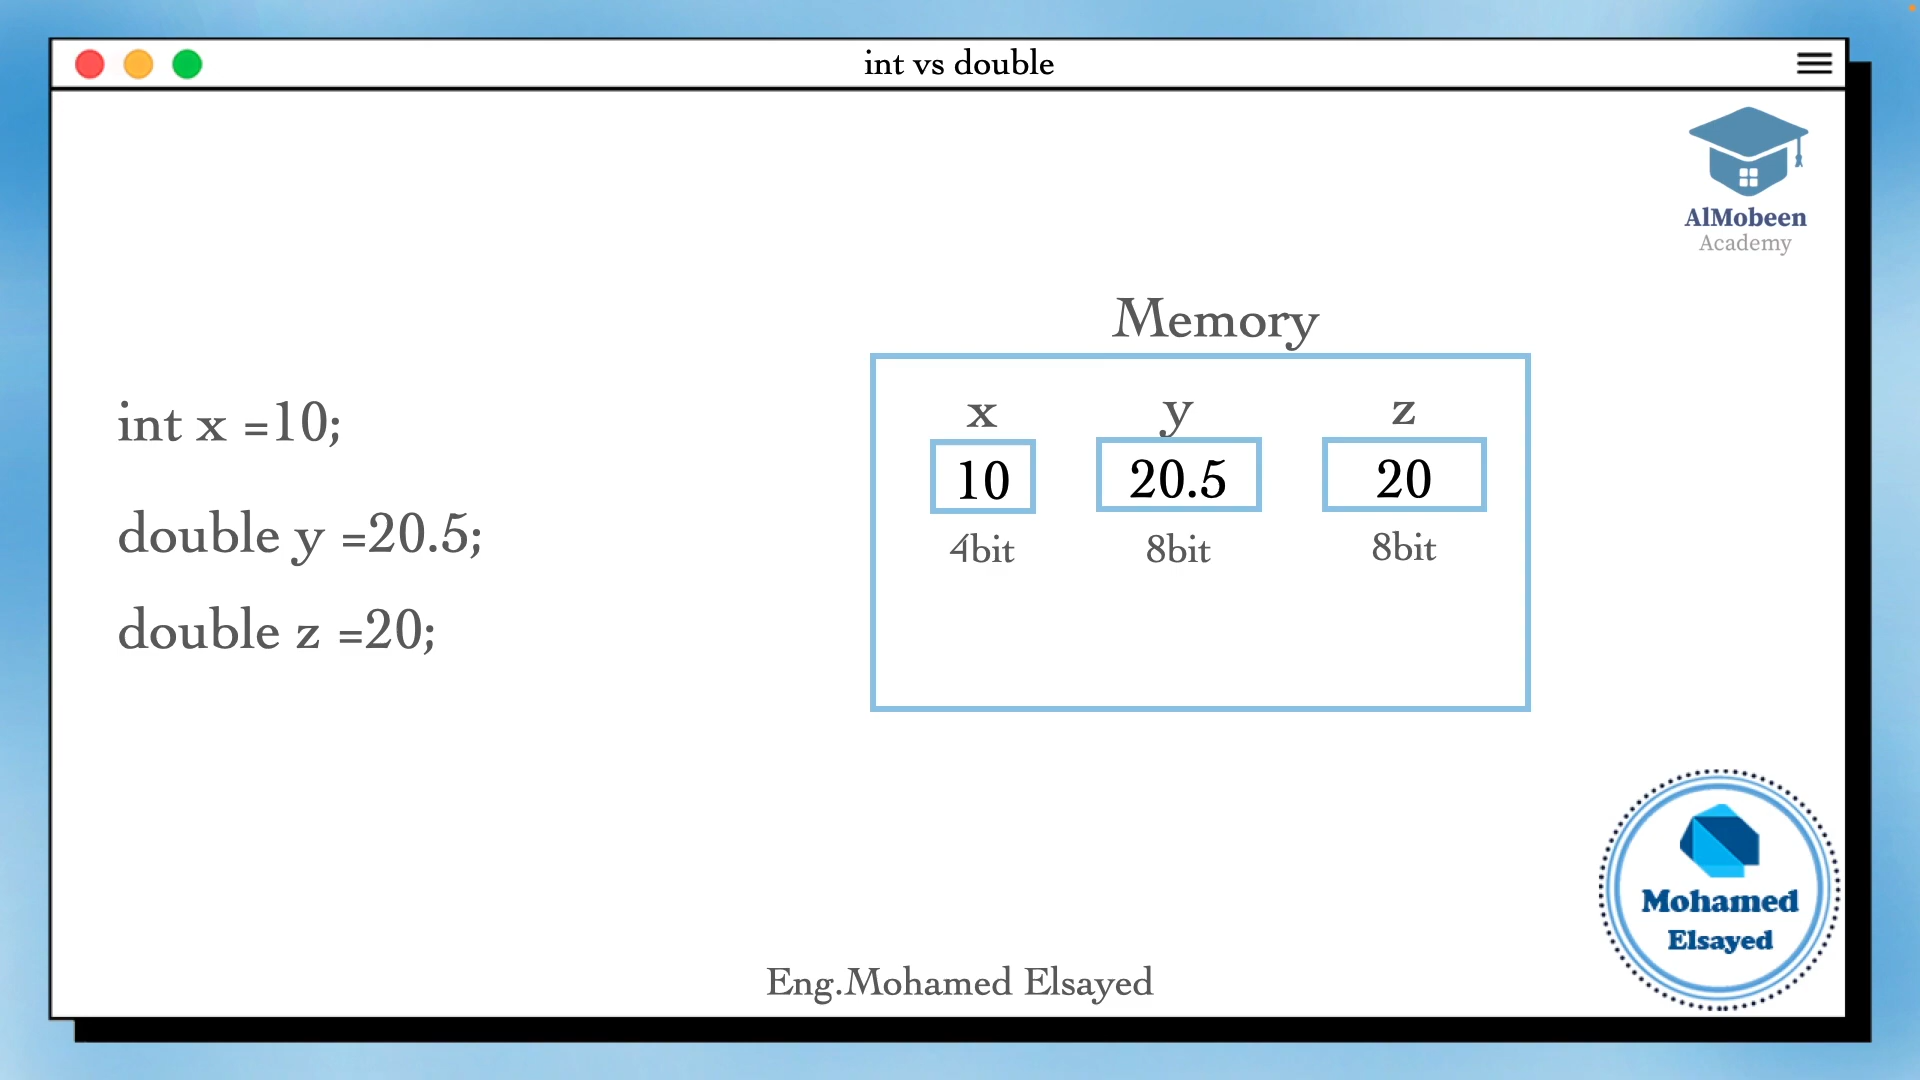 int vs double
AlMobeen
Academy
int x =10;
double y =20.5;
double z =20;
Memory
x y z
10 20.5 20
4bit 8bit 8bit
Mohamed
Elsayed
Eng.Mohamed Elsayed